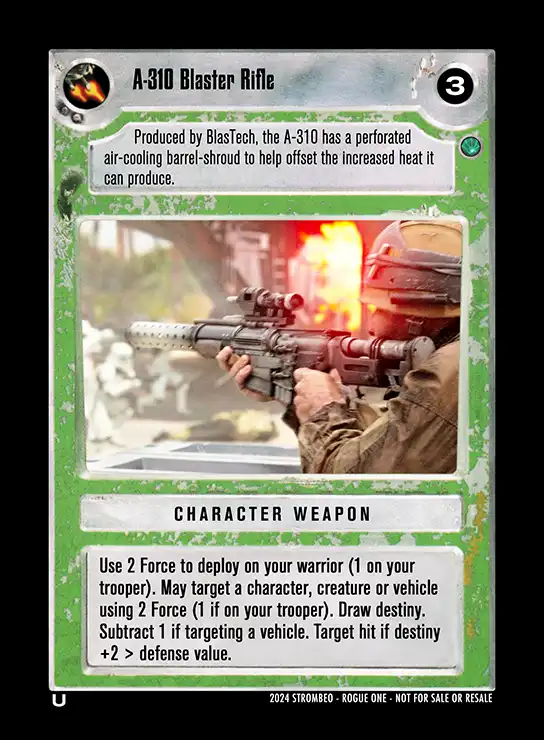 A-310 Blaster Rifle
3
Produced by BlasTech, the A-310 has a perforated
air-cooling barrel-shroud to help offset the increased heat it
can produce.
CHARACTER WEAPON
Use 2 Force to deploy on your warrior (1 on your
trooper). May target a character, creature or vehicle
using 2 Force (1 if on your trooper). Draw destiny.
Subtract 1 if targeting a vehicle. Target hit if destiny
+2 > defense value.
U
2024 STROMBEO - ROGUE ONE - NOT FOR SALE OR RESALE